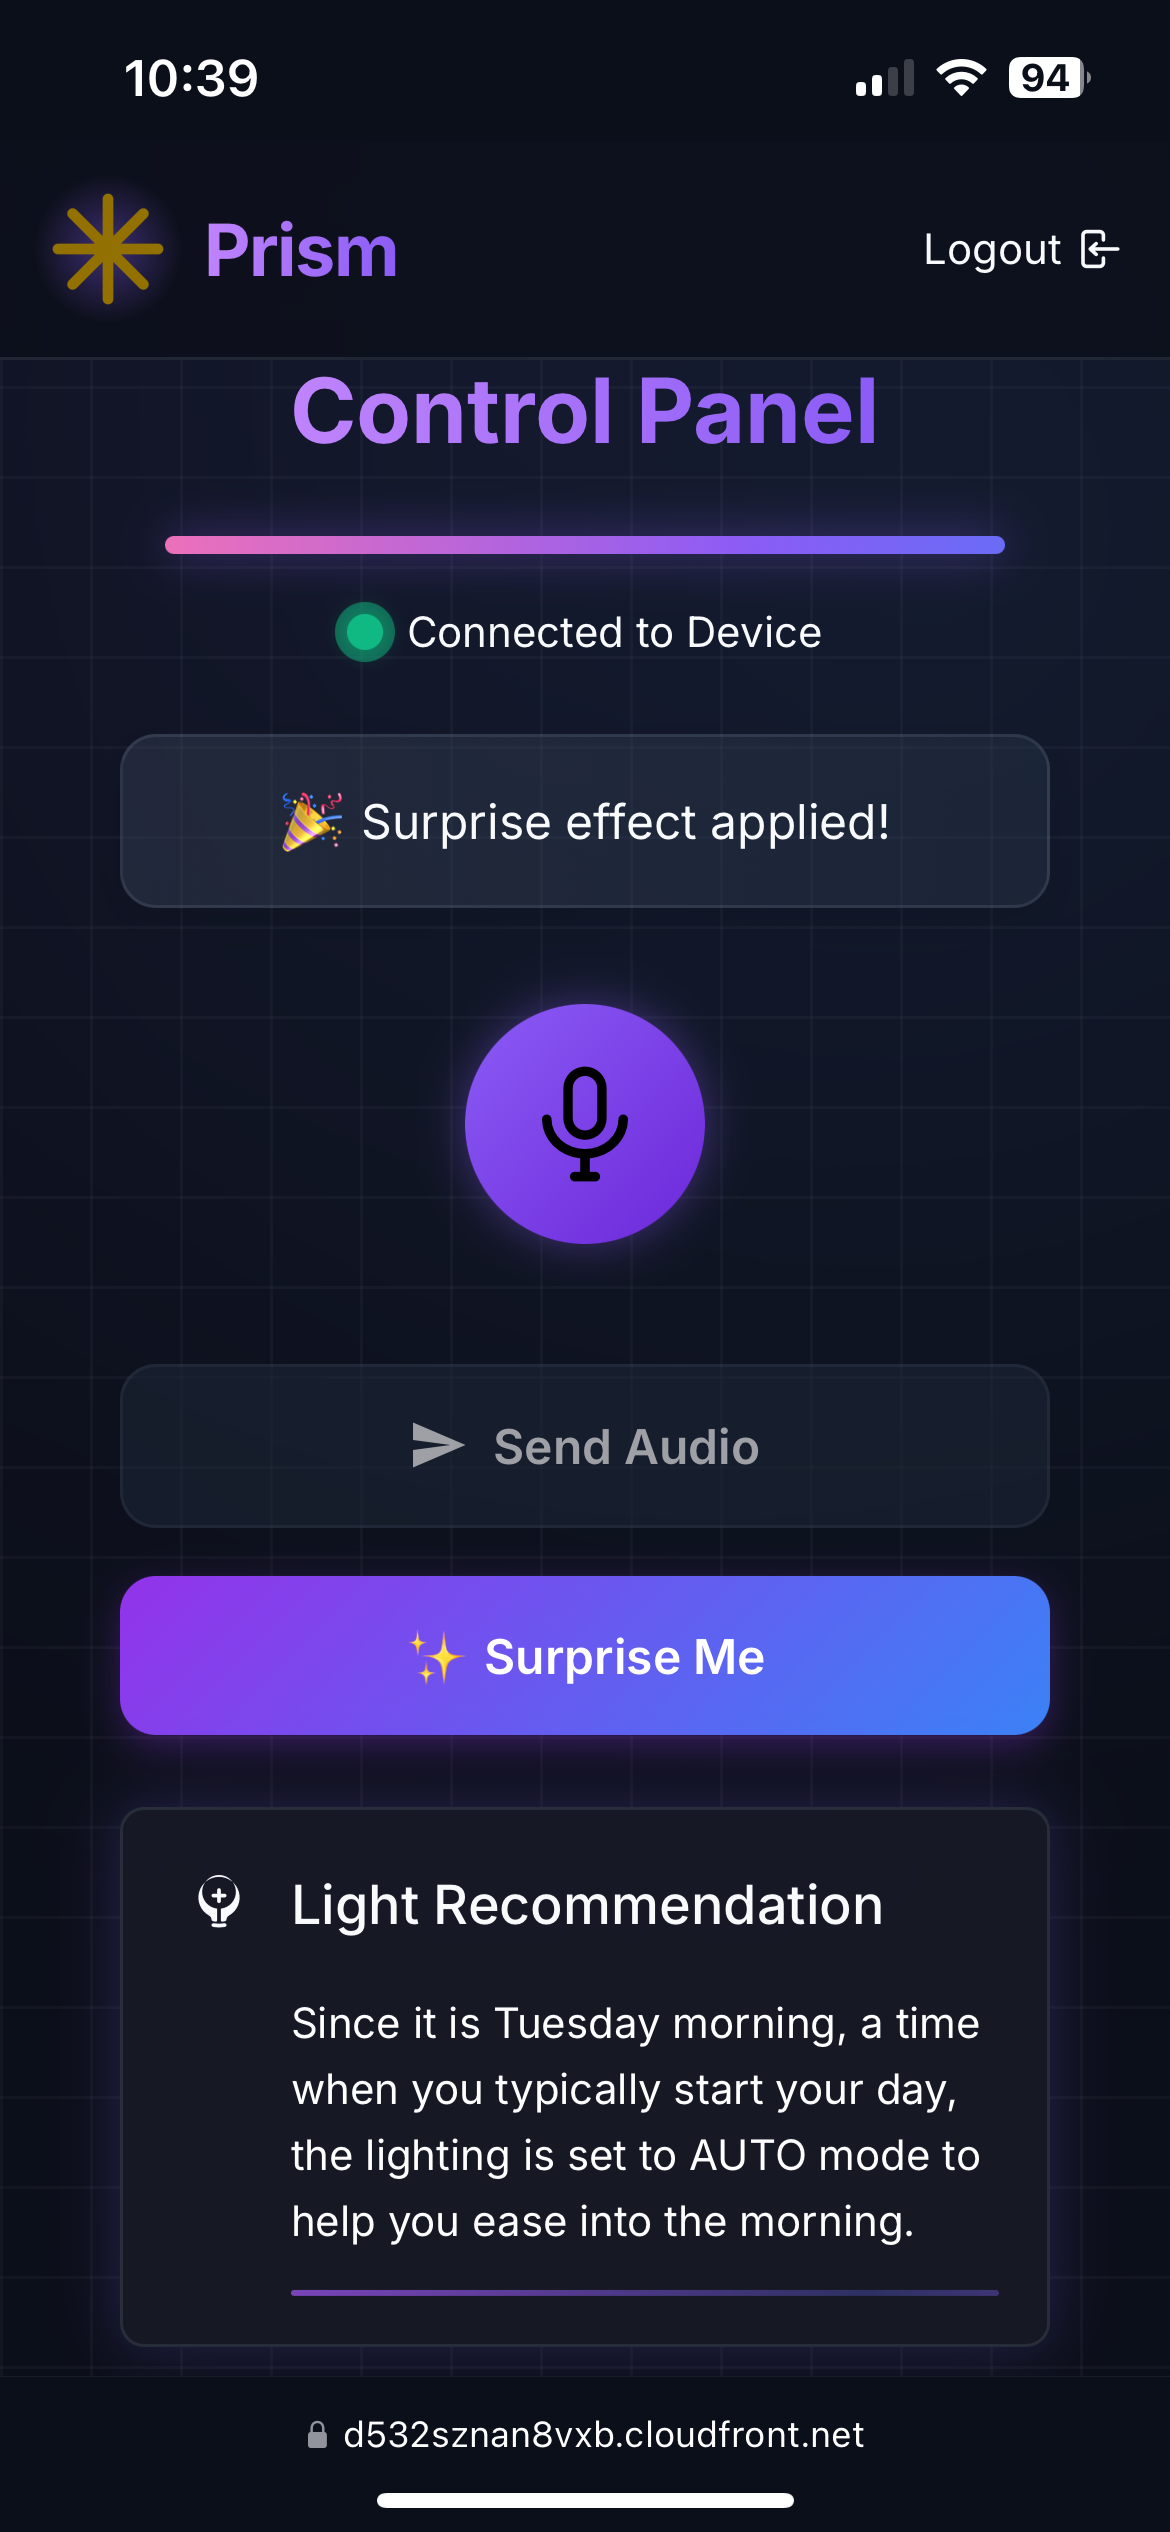 10:39
94
Prism
Logout
Control Panel
Connected to Device
🎉 Surprise effect applied!
Send Audio
✨ Surprise Me
Light Recommendation
Since it is Tuesday morning, a time
when you typically start your day,
the lighting is set to AUTO mode to
help you ease into the morning.
d532sznan8vxb.cloudfront.net